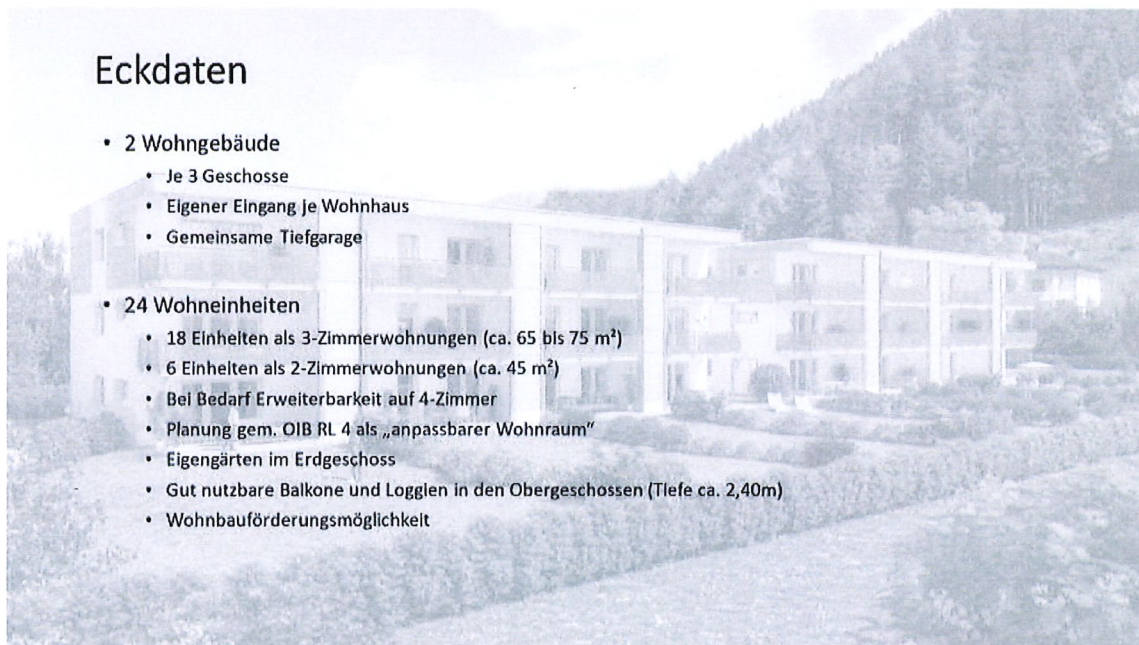 Eckdaten
• 2 Wohngebäude
• Je 3 Geschosse
• Eigener Eingang je Wohnhaus
• Gemeinsame Tiefgarage
• 24 Wohneinheiten
• 18 Einheiten als 3-Zimmerwohnungen (ca. 65 bis 75 m²)
• 6 Einheiten als 2-Zimmerwohnungen (ca. 45 m²)
• Bei Bedarf Erweiterbarkeit auf 4-Zimmer
• Planung gem. OIB RL 4 als „anpassbarer Wohnraum"
• Eigengärten im Erdgeschoss
• Gut nutzbare Balkone und Loggien in den Obergeschossen (Tiefe ca. 2,40m)
• Wohnbauförderungsmöglichkeit